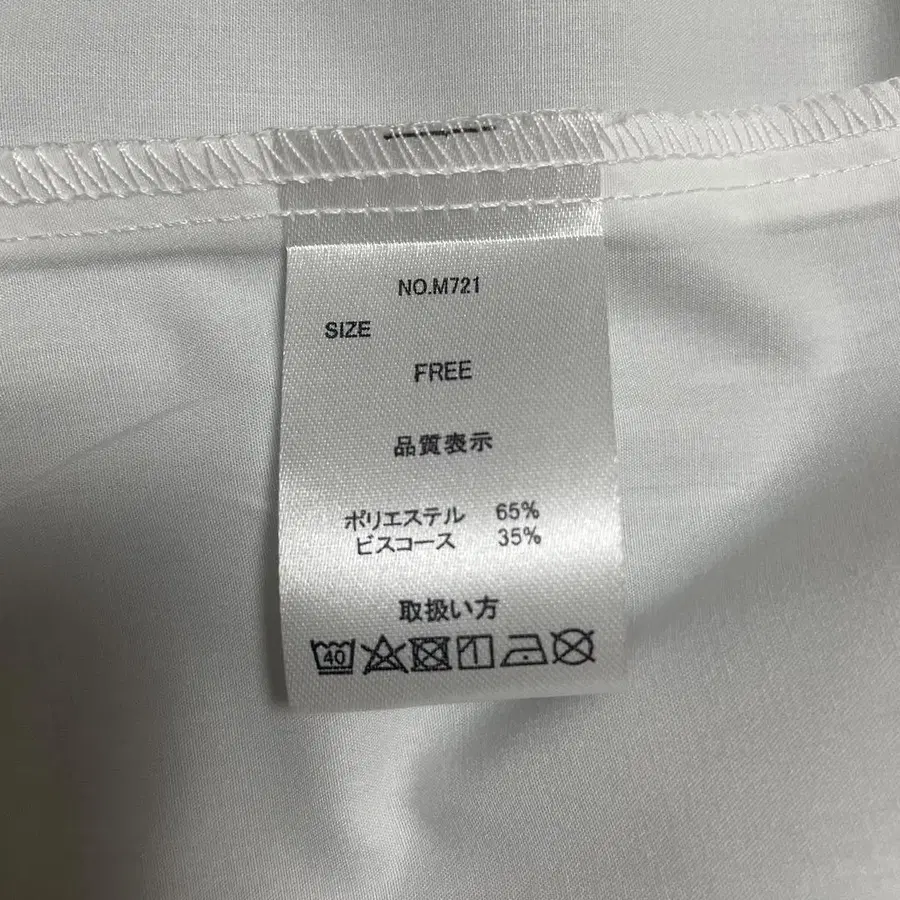 NO.M721
SIZE
FREE
品質表示
ポリエステル 65%
ビスコース 35%
取扱い方
40